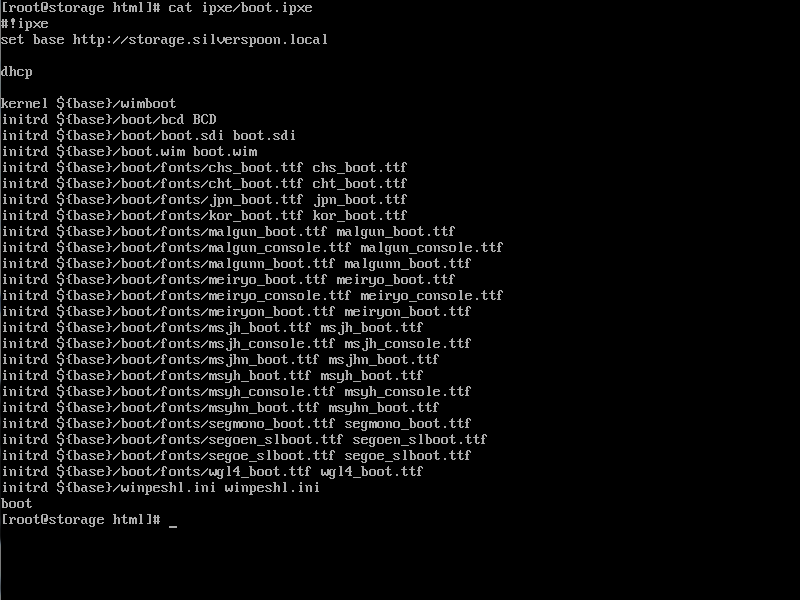 [root@storage html]# cat ipxe/boot.ipxe
#!ipxe
set base http://storage.silverspoon.local
dhcp
kernel ${base}/wimboot
initrd ${base}/boot/bcd BCD
initrd ${base}/boot/boot.sdi boot.sdi
initrd ${base}/boot.wim boot.wim
initrd ${base}/boot/fonts/chs_boot.ttf chs_boot.ttf
initrd ${base}/boot/fonts/cht_boot.ttf cht_boot.ttf
initrd ${base}/boot/fonts/jpn_boot.ttf jpn_boot.ttf
initrd ${base}/boot/fonts/kor_boot.ttf kor_boot.ttf
initrd ${base}/boot/fonts/malgun_boot.ttf malgun_boot.ttf
initrd ${base}/boot/fonts/malgun_console.ttf malgun_console.ttf
initrd ${base}/boot/fonts/malgunn_boot.ttf malgunn_boot.ttf
initrd ${base}/boot/fonts/meiryo_boot.ttf meiryo_boot.ttf
initrd ${base}/boot/fonts/meiryo_console.ttf meiryo_console.ttf
initrd ${base}/boot/fonts/meiryon_boot.ttf meiryon_boot.ttf
initrd ${base}/boot/fonts/msjh_boot.ttf msjh_boot.ttf
initrd ${base}/boot/fonts/msjh_console.ttf msjh_console.ttf
initrd ${base}/boot/fonts/msjhn_boot.ttf msjhn_boot.ttf
initrd ${base}/boot/fonts/msyh_boot.ttf msyh_boot.ttf
initrd ${base}/boot/fonts/msyh_console.ttf msyh_console.ttf
initrd ${base}/boot/fonts/msyhn_boot.ttf msyhn_boot.ttf
initrd ${base}/boot/fonts/segmono_boot.ttf segmono_boot.ttf
initrd ${base}/boot/fonts/segoen_slboot.ttf segoen_slboot.ttf
initrd ${base}/boot/fonts/segoe_slboot.ttf segoe_slboot.ttf
initrd ${base}/boot/fonts/wgl4_boot.ttf wgl4_boot.ttf
initrd ${base}/winpeshl.ini winpeshl.ini
boot
[root@storage html]# _